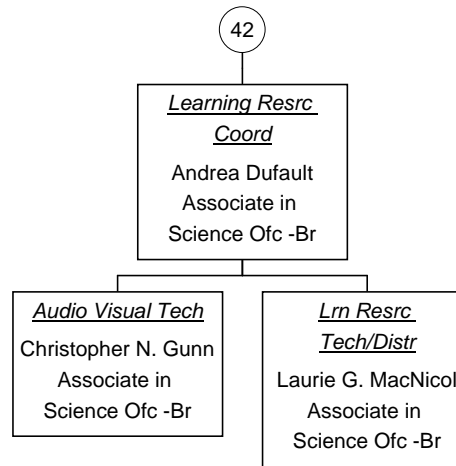 42
Learning Resrc
Coord
Andrea Dufault
Associate in
Science Ofc -Br
Audio Visual Tech
Christopher N. Gunn
Associate in
Science Ofc -Br
Lrn Resrc
Tech/Distr
Laurie G. MacNicol
Associate in
Science Ofc -Br